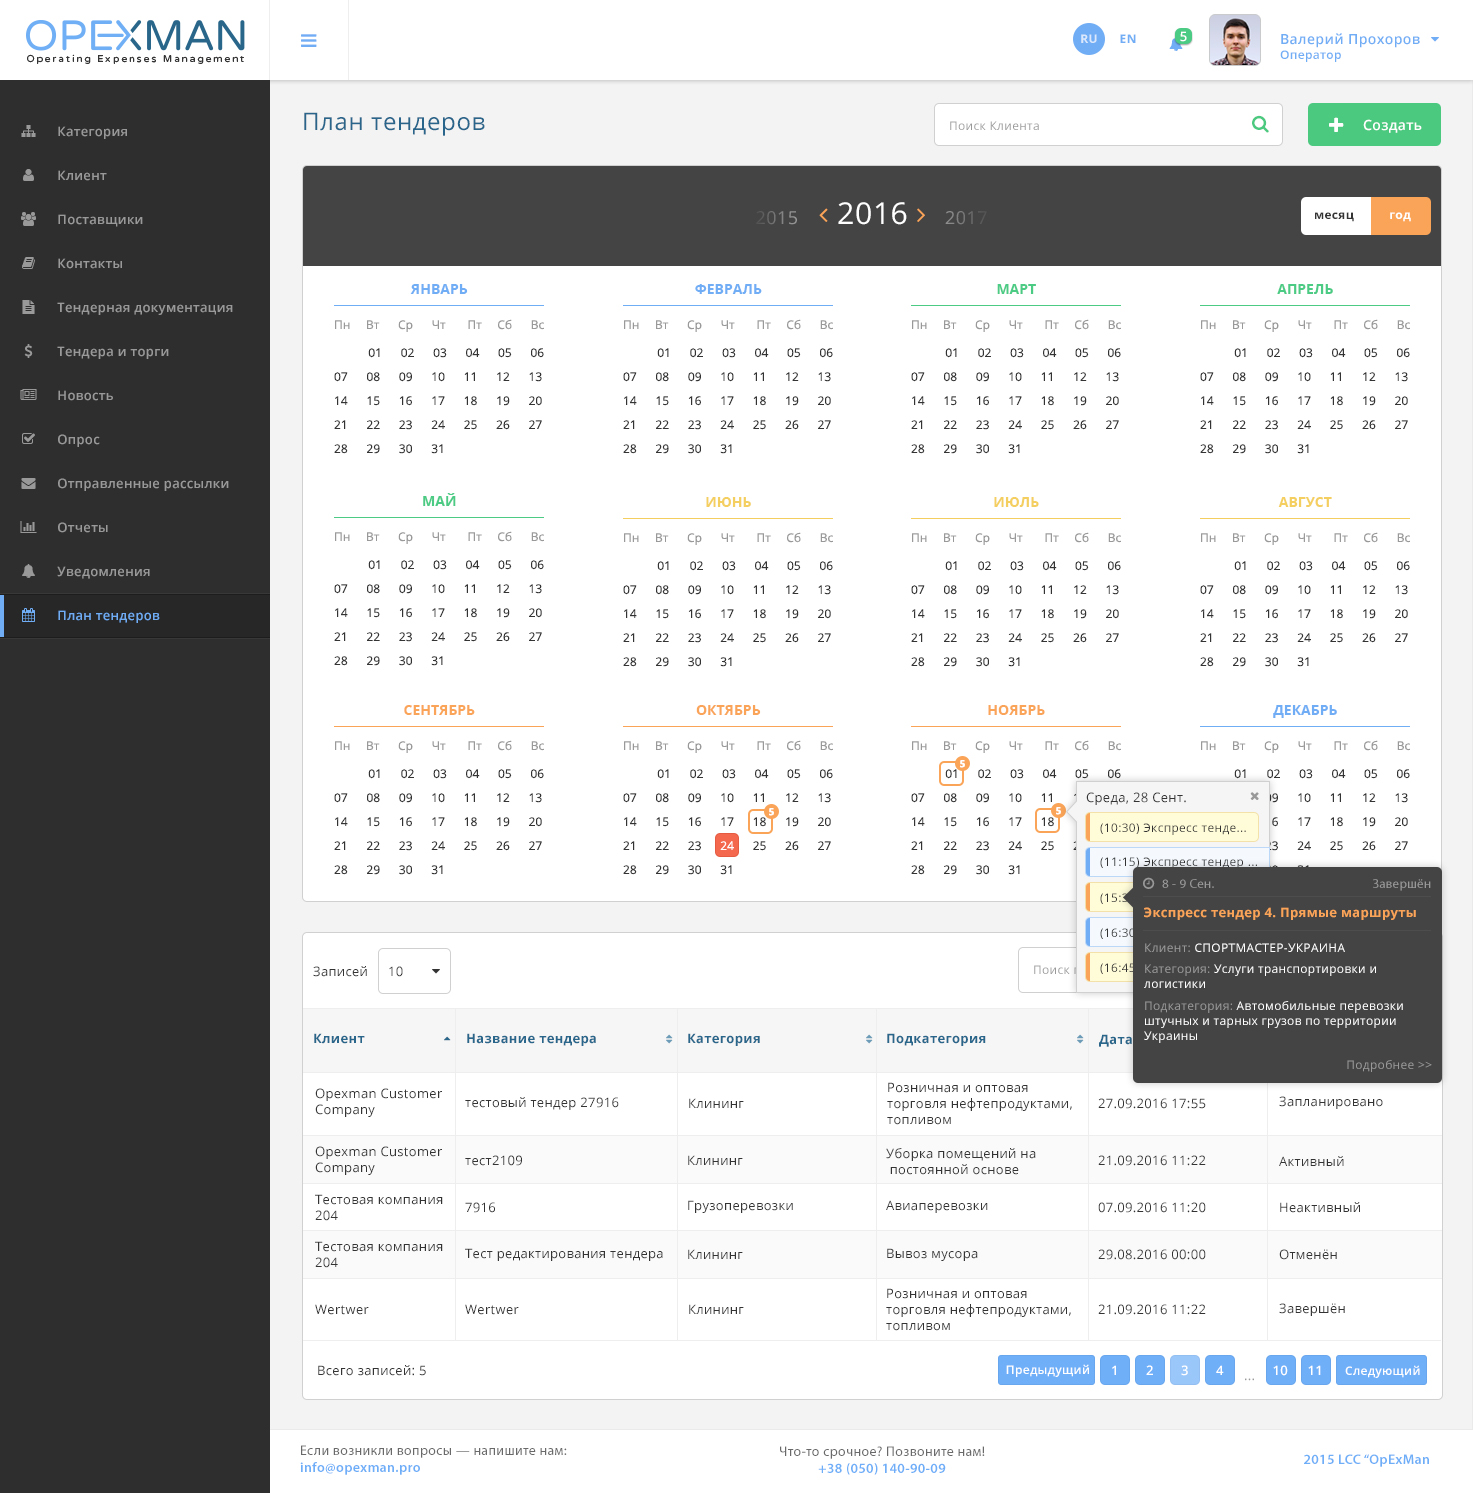 OPEXMAN
Operating Expenses Management
RU EN 5 Валерий Прохоров
Оператор
Категория
Клиент
Поставщики
Контакты
Тендерная документация
Тендера и торги
Новость
Опрос
Отправленные рассылки
Отчеты
Уведомления
План тендеров
План тендеров
Поиск Клиента
Создать
2015 2016 2017
месяц год
ЯНВАРЬ
Пн Вт Ср Чт Пт Сб Вс
01 02 03 04 05 06
07 08 09 10 11 12 13
14 15 16 17 18 19 20
21 22 23 24 25 26 27
28 29 30 31
ФЕВРАЛЬ
Пн Вт Ср Чт Пт Сб Вс
01 02 03 04 05 06
07 08 09 10 11 12 13
14 15 16 17 18 19 20
21 22 23 24 25 26 27
28 29 30 31
МАРТ
Пн Вт Ср Чт Пт Сб Вс
01 02 03 04 05 06
07 08 09 10 11 12 13
14 15 16 17 18 19 20
21 22 23 24 25 26 27
28 29 30 31
АПРЕЛЬ
Пн Вт Ср Чт Пт Сб Вс
01 02 03 04 05 06
07 08 09 10 11 12 13
14 15 16 17 18 19 20
21 22 23 24 25 26 27
28 29 30 31
МАЙ
Пн Вт Ср Чт Пт Сб Вс
01 02 03 04 05 06
07 08 09 10 11 12 13
14 15 16 17 18 19 20
21 22 23 24 25 26 27
28 29 30 31
ИЮНЬ
Пн Вт Ср Чт Пт Сб Вс
01 02 03 04 05 06
07 08 09 10 11 12 13
14 15 16 17 18 19 20
21 22 23 24 25 26 27
28 29 30 31
ИЮЛЬ
Пн Вт Ср Чт Пт Сб Вс
01 02 03 04 05 06
07 08 09 10 11 12 13
14 15 16 17 18 19 20
21 22 23 24 25 26 27
28 29 30 31
АВГУСТ
Пн Вт Ср Чт Пт Сб Вс
01 02 03 04 05 06
07 08 09 10 11 12 13
14 15 16 17 18 19 20
21 22 23 24 25 26 27
28 29 30 31
СЕНТЯБРЬ
Пн Вт Ср Чт Пт Сб Вс
01 02 03 04 05 06
07 08 09 10 11 12 13
14 15 16 17 18 19 20
21 22 23 24 25 26 27
28 29 30 31
ОКТЯБРЬ
Пн Вт Ср Чт Пт Сб Вс
01 02 03 04 05 06
07 08 09 10 11 12 13
14 15 16 17 18 5 19 20
21 22 23 24 25 26 27
28 29 30 31
НОЯБРЬ
Пн Вт Ср Чт Пт Сб Вс
01 5 02 03 04 05 06
07 08 09 10 11
14 15 16 17 18 5
21 22 23 24 25
28 29 30 31
ДЕКАБРЬ
Пн Вт Ср Чт Пт Сб Вс
01 02 03 04 05 06
10 11 12 13
17 18 19 20
24 25 26 27
Среда, 28 Сент.
(10:30) Экспресс тенде...
(11:15) Экспресс тендер ...
(15:3
(16:30
(16:45
8 - 9 Сен. Завершён
Экспресс тендер 4. Прямые маршруты
Клиент: СПОРТМАСТЕР-УКРАИНА
Категория: Услуги транспортировки и
логистики
Подкатегория: Автомобильные перевозки
штучных и тарных грузов по территории
Украины
Подробнее >>
Записей 10
Поиск
Клиент Название тендера Категория Подкатегория Дата
Opexman Customer
Company
тестовый тендер 27916
Клининг
Розничная и оптовая
торговля нефтепродуктами,
топливом
27.09.2016 17:55
Запланировано
Opexman Customer
Company
тест2109
Клининг
Уборка помещений на
постоянной основе
21.09.2016 11:22
Активный
Тестовая компания
204
7916
Грузоперевозки
Авиаперевозки
07.09.2016 11:20
Неактивный
Тестовая компания
204
Тест редактирования тендера
Клининг
Вывоз мусора
29.08.2016 00:00
Отменён
Wertwer
Wertwer
Клининг
Розничная и оптовая
торговля нефтепродуктами,
топливом
21.09.2016 11:22
Завершён
Всего записей: 5
Предыдущий 1 2 3 4 ... 10 11 Следующий
Если возникли вопросы — напишите нам:
info@opexman.pro
Что-то срочное? Позвоните нам!
+38 (050) 140-90-09
2015 LCC “OpExMan